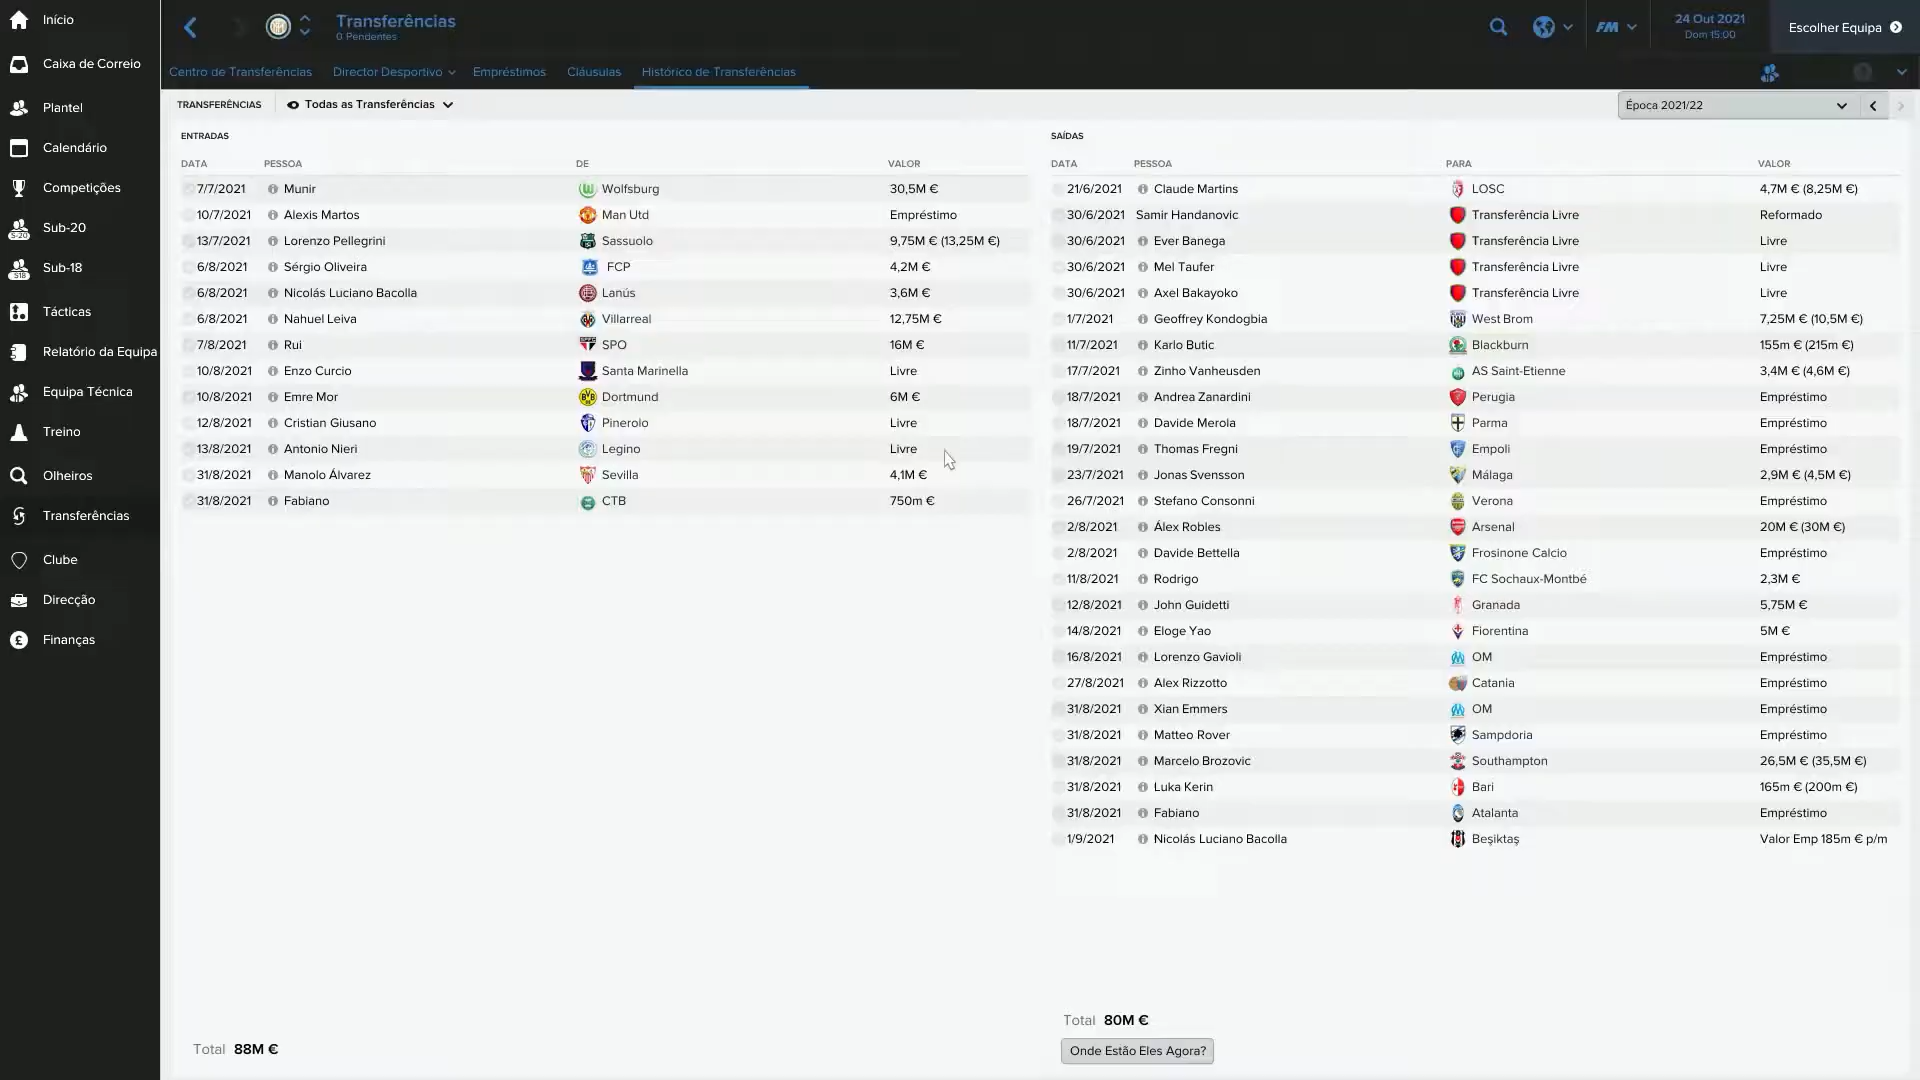 Início
Caixa de Correio
Plantel
Calendário
Competições
Sub-20
Sub-18
Tácticas
Relatório da Equipa
Equipa Técnica
Treino
Olheiros
Transferências
Clube
Direcção
Finanças
Transferências
0 Pendentes
FM
24 Out 2021
Dom 15:00
Escolher Equipa
Centro de Transferências Director Desportivo Empréstimos Cláusulas Histórico de Transferências
TRANSFERÊNCIAS Todas as Transferências Época 2021/22
ENTRADAS
DATA PESSOA DE VALOR
7/7/2021 Munir Wolfsburg 30,5M €
10/7/2021 Alexis Martos Man Utd Empréstimo
13/7/2021 Lorenzo Pellegrini Sassuolo 9,75M € (13,25M €)
6/8/2021 Sérgio Oliveira FCP 4,2M €
6/8/2021 Nicolás Luciano Bacolla Lanús 3,6M €
6/8/2021 Nahuel Leiva Villarreal 12,75M €
7/8/2021 Rui SPO 16M €
10/8/2021 Enzo Curcio Santa Marinella Livre
10/8/2021 Emre Mor Dortmund 6M €
12/8/2021 Cristian Giusano Pinerolo Livre
13/8/2021 Antonio Nieri Legino Livre
31/8/2021 Manolo Álvarez Sevilla 4,1M €
31/8/2021 Fabiano CTB 750m €
Total 88M €
SAÍDAS
DATA PESSOA PARA VALOR
21/6/2021 Claude Martins LOSC 4,7M € (8,25M €)
30/6/2021 Samir Handanovic Transferência Livre Reformado
30/6/2021 Ever Banega Transferência Livre Livre
30/6/2021 Mel Taufer Transferência Livre Livre
30/6/2021 Axel Bakayoko Transferência Livre Livre
1/7/2021 Geoffrey Kondogbia West Brom 7,25M € (10,5M €)
11/7/2021 Karlo Butic Blackburn 155m € (215m €)
17/7/2021 Zinho Vanheusden AS Saint-Etienne 3,4M € (4,6M €)
18/7/2021 Andrea Zanardini Perugia Empréstimo
18/7/2021 Davide Merola Parma Empréstimo
19/7/2021 Thomas Fregni Empoli Empréstimo
23/7/2021 Jonas Svensson Málaga 2,9M € (4,5M €)
26/7/2021 Stefano Consonni Verona Empréstimo
2/8/2021 Álex Robles Arsenal 20M € (30M €)
2/8/2021 Davide Bettella Frosinone Calcio Empréstimo
11/8/2021 Rodrigo FC Sochaux-Montbé 2,3M €
12/8/2021 John Guidetti Granada 5,75M €
14/8/2021 Eloge Yao Fiorentina 5M €
16/8/2021 Lorenzo Gavioli OM Empréstimo
27/8/2021 Alex Rizzotto Catania Empréstimo
31/8/2021 Xian Emmers OM Empréstimo
31/8/2021 Matteo Rover Sampdoria Empréstimo
31/8/2021 Marcelo Brozovic Southampton 26,5M € (35,5M €)
31/8/2021 Luka Kerin Bari 165m € (200m €)
31/8/2021 Fabiano Atalanta Empréstimo
1/9/2021 Nicolás Luciano Bacolla Beşiktaş Valor Emp 185m € p/m
Total 80M €
Onde Estão Eles Agora?